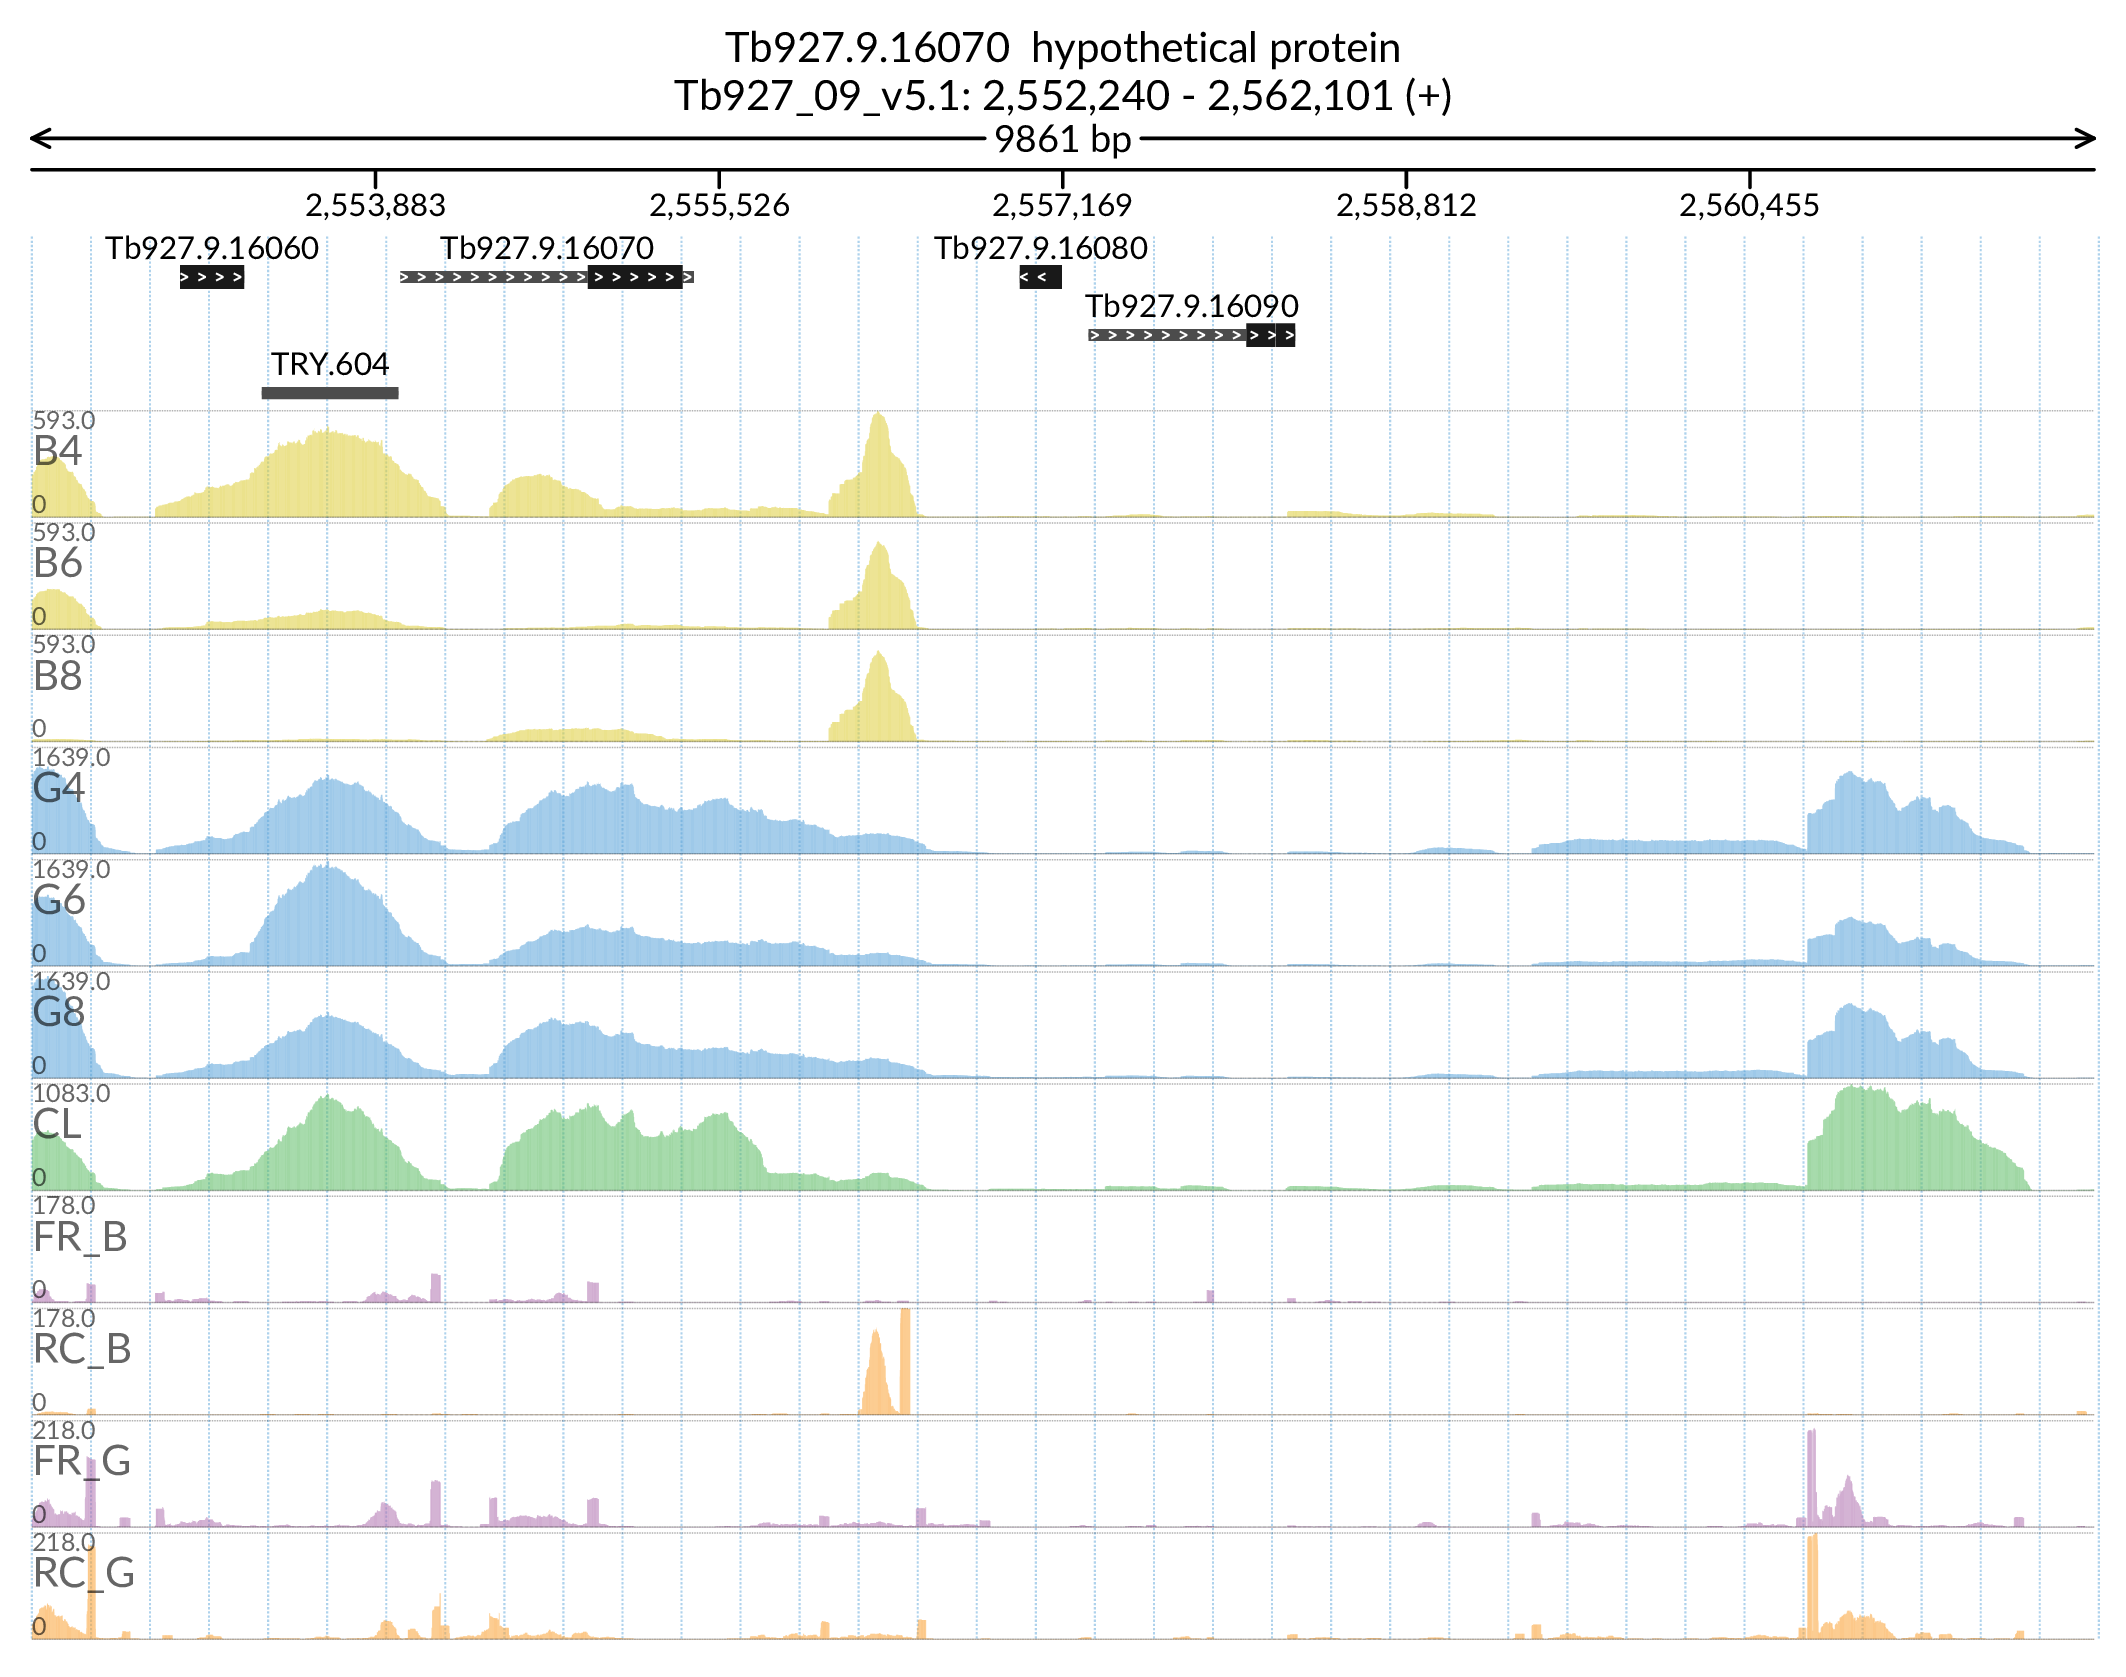 Tb927.9.16070  hypothetical protein
Tb927_09_v5.1: 2,552,240 - 2,562,101 (+)
9861 bp
2,553,883 2,555,526 2,557,169 2,558,812 2,560,455
Tb927.9.16060 Tb927.9.16070 Tb927.9.16080
Tb927.9.16090
TRY.604
593.0
B4
0
593.0
B6
0
593.0
B8
0
1639.0
G4
0
1639.0
G6
0
1639.0
G8
0
1083.0
CL
0
178.0
FR_B
0
178.0
RC_B
0
218.0
FR_G
0
218.0
RC_G
0